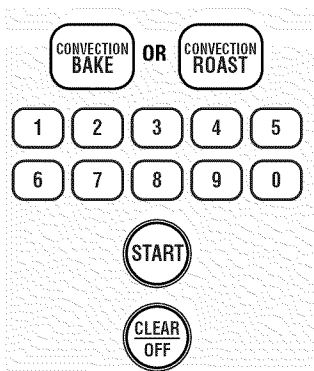 CONVECTION
BAKE
OR
CONVECTION
ROAST
1 2 3 4 5
6 7 8 9 0
START
CLEAR
OFF